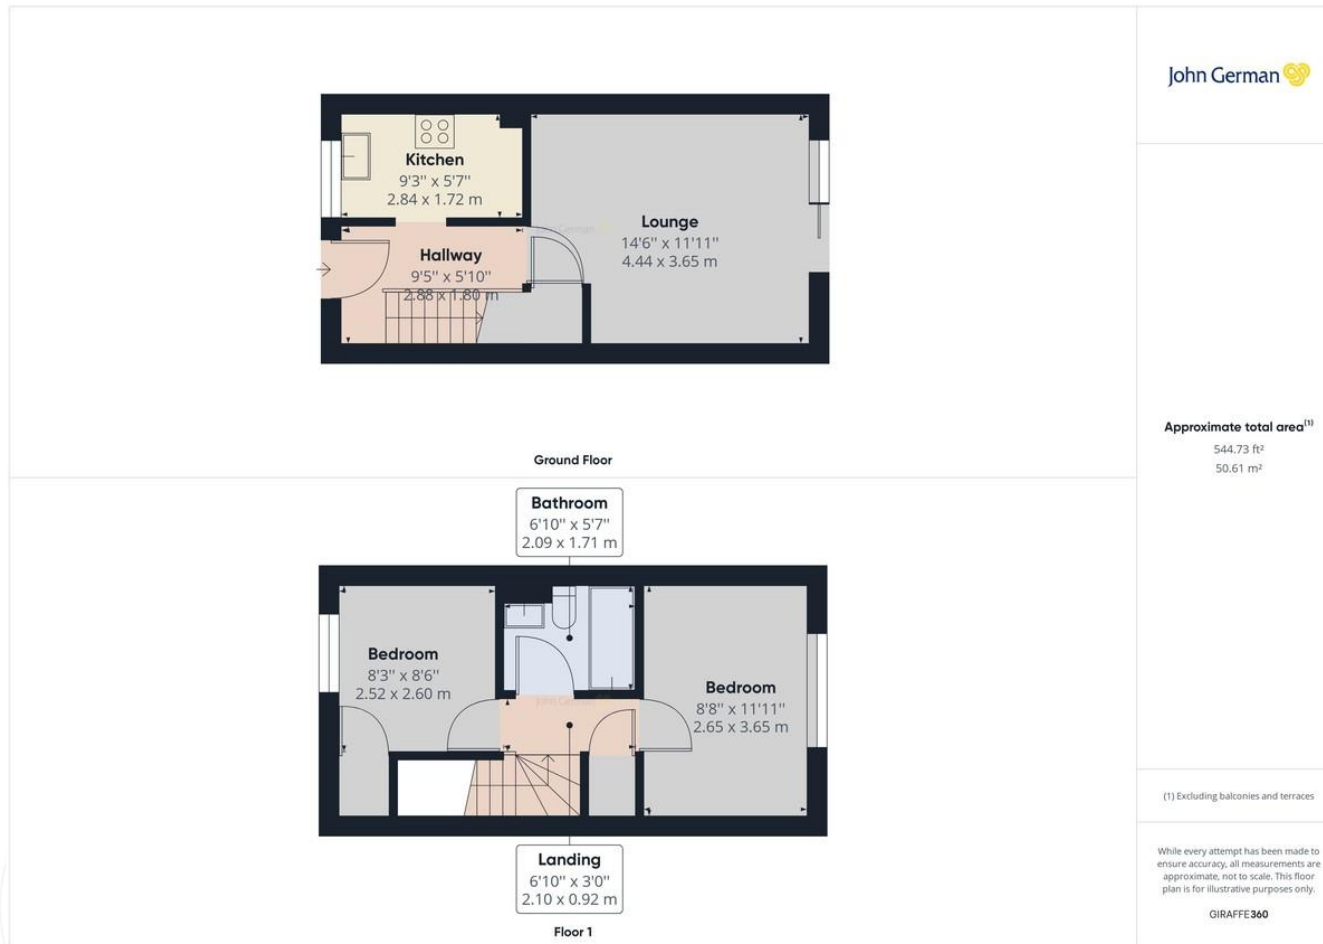 John German
Kitchen
9'3" x 5'7"
2.84 x 1.72 m
Lounge
14'6" x 11'11"
4.44 x 3.65 m
John German
Hallway
9'5" x 5'10"
2.88 x 1.80 m
Ground Floor
Approximate total area(1)
544.73 ft²
50.61 m²
Bathroom
6'10" x 5'7"
2.09 x 1.71 m
Bedroom
8'3" x 8'6"
2.52 x 2.60 m
Bedroom
8'8" x 11'11"
2.65 x 3.65 m
John German
Landing
6'10" x 3'0"
2.10 x 0.92 m
Floor 1
(1) Excluding balconies and terraces
While every attempt has been made to
ensure accuracy, all measurements are
approximate, not to scale. This floor
plan is for illustrative purposes only.
GIRAFFE360